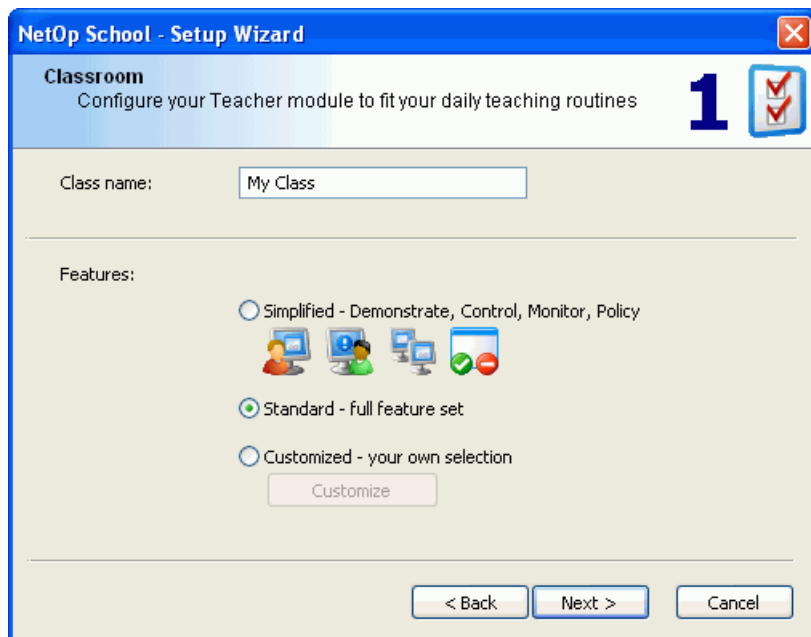 NetOp School - Setup Wizard
Classroom
Configure your Teacher module to fit your daily teaching routines
1
Class name:
My Class
Features:
Simplified - Demonstrate, Control, Monitor, Policy
Standard - full feature set
Customized - your own selection
Customize
< Back
Next >
Cancel